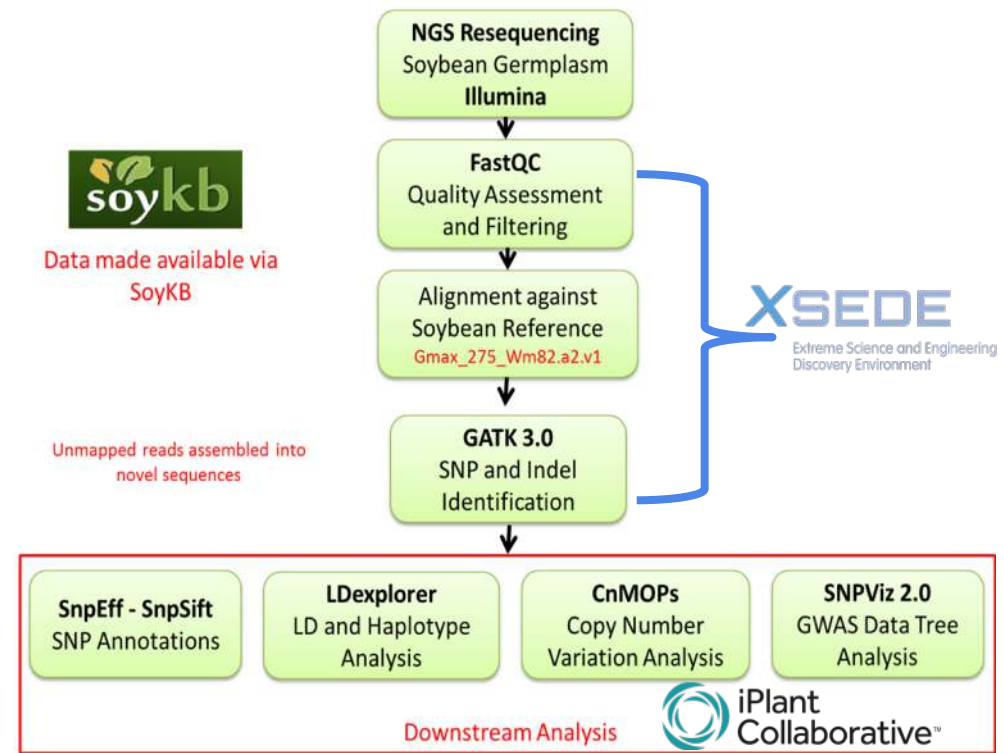 NGS Resequencing
Soybean Germplasm
Illumina
FastQC
Quality Assessment
and Filtering
soykb
Data made available via
SoyKB
Alignment against
Soybean Reference
Gmax_275_Wm82.a2.v1
XSEDE
Extreme Science and Engineering
Discovery Environment
Unmapped reads assembled into
novel sequences
GATK 3.0
SNP and Indel
Identification
SnpEff - SnpSift
SNP Annotations
LDexplorer
LD and Haplotype
Analysis
CnMOPs
Copy Number
Variation Analysis
SNPViz 2.0
GWAS Data Tree
Analysis
Downstream Analysis
iPlant
Collaborative™